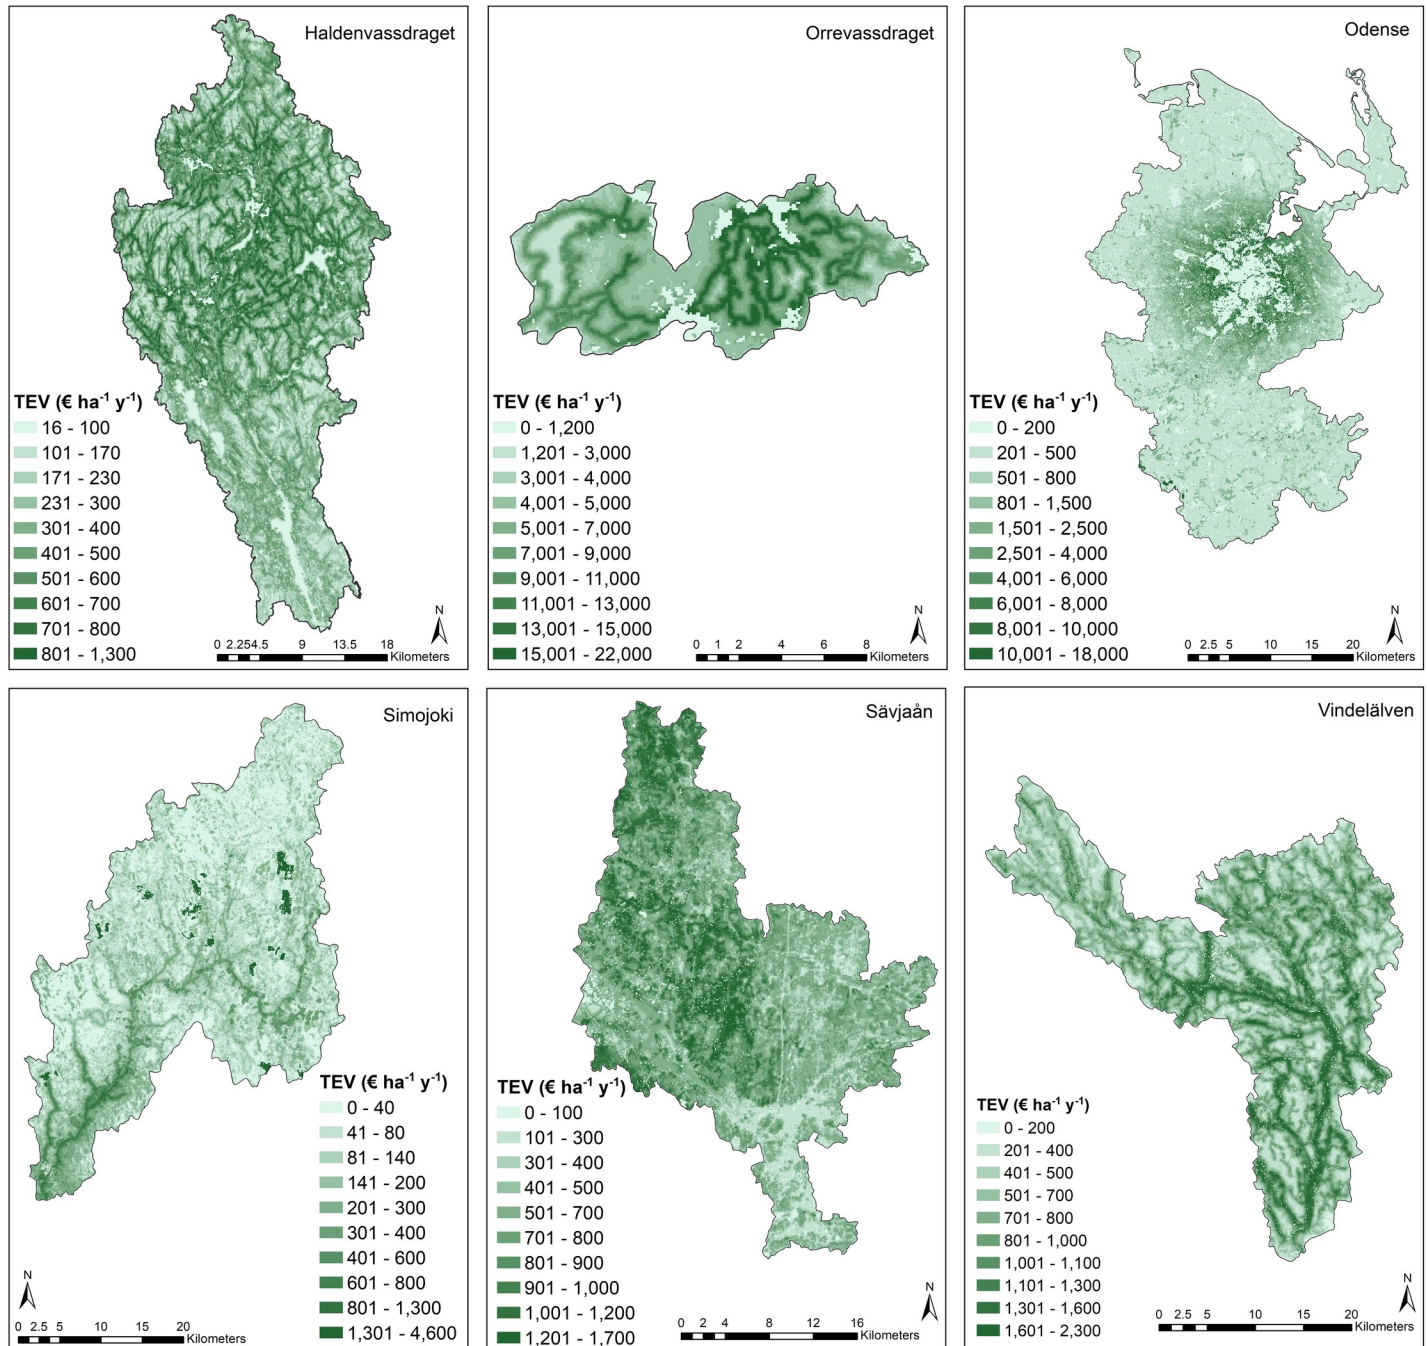 Haldenvassdraget
TEV (€ ha-1 y-1)
16 - 100
101 - 170
171 - 230
231 - 300
301 - 400
401 - 500
501 - 600
601 - 700
701 - 800
801 - 1,300
N
0 2.25 4.5 9 13.5 18
Kilometers
Orrevassdraget
TEV (€ ha-1 y-1)
0 - 1,200
1,201 - 3,000
3,001 - 4,000
4,001 - 5,000
5,001 - 7,000
7,001 - 9,000
9,001 - 11,000
11,001 - 13,000
13,001 - 15,000
15,001 - 22,000
N
0 1 2 4 6 8
Kilometers
Odense
TEV (€ ha-1 y-1)
0 - 200
201 - 500
501 - 800
801 - 1,500
1,501 - 2,500
2,501 - 4,000
4,001 - 6,000
6,001 - 8,000
8,001 - 10,000
10,001 - 18,000
N
0 2.5 5 10 15 20
Kilometers
Simojoki
TEV (€ ha-1 y-1)
0 - 40
41 - 80
81 - 140
141 - 200
201 - 300
301 - 400
401 - 600
601 - 800
801 - 1,300
1,301 - 4,600
N
0 2.5 5 10 15 20
Kilometers
Sävjaån
TEV (€ ha-1 y-1)
0 - 100
101 - 300
301 - 400
401 - 500
501 - 700
701 - 800
801 - 900
901 - 1,000
1,001 - 1,200
1,201 - 1,700
N
0 2 4 8 12 16
Kilometers
Vindelälven
TEV (€ ha-1 y-1)
0 - 200
201 - 400
401 - 500
501 - 700
701 - 800
801 - 1,000
1,001 - 1,100
1,101 - 1,300
1,301 - 1,600
1,601 - 2,300
N
0 2.5 5 10 15 20
Kilometers